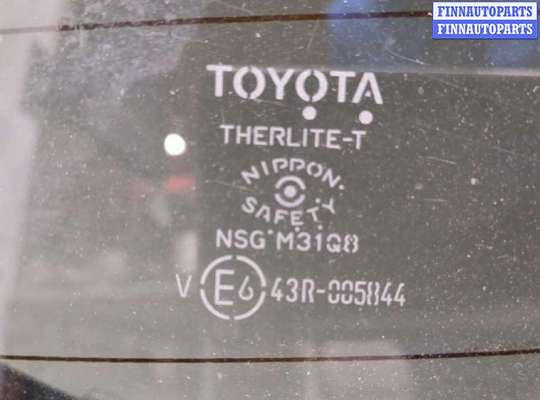 FINNAUTOPARTS
FINNAUTOPARTS
TOYOTA
THERLITE-T
NIPPON.
SAFETY
NSG M31Q8
V E6 43R-005844